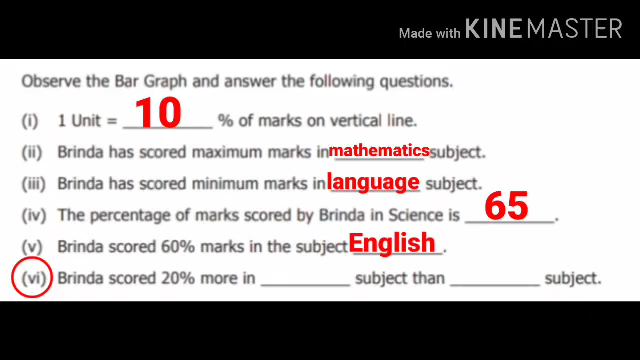 Made with KINEMASTER
Observe the Bar Graph and answer the following questions.
(i) 1 Unit = 10 % of marks on vertical line.
(ii) Brinda has scored maximum marks in mathematics subject.
(iii) Brinda has scored minimum marks in language subject.
(iv) The percentage of marks scored by Brinda in Science is 65.
(v) Brinda scored 60% marks in the subject English.
(vi) Brinda scored 20% more in __________ subject than __________ subject.